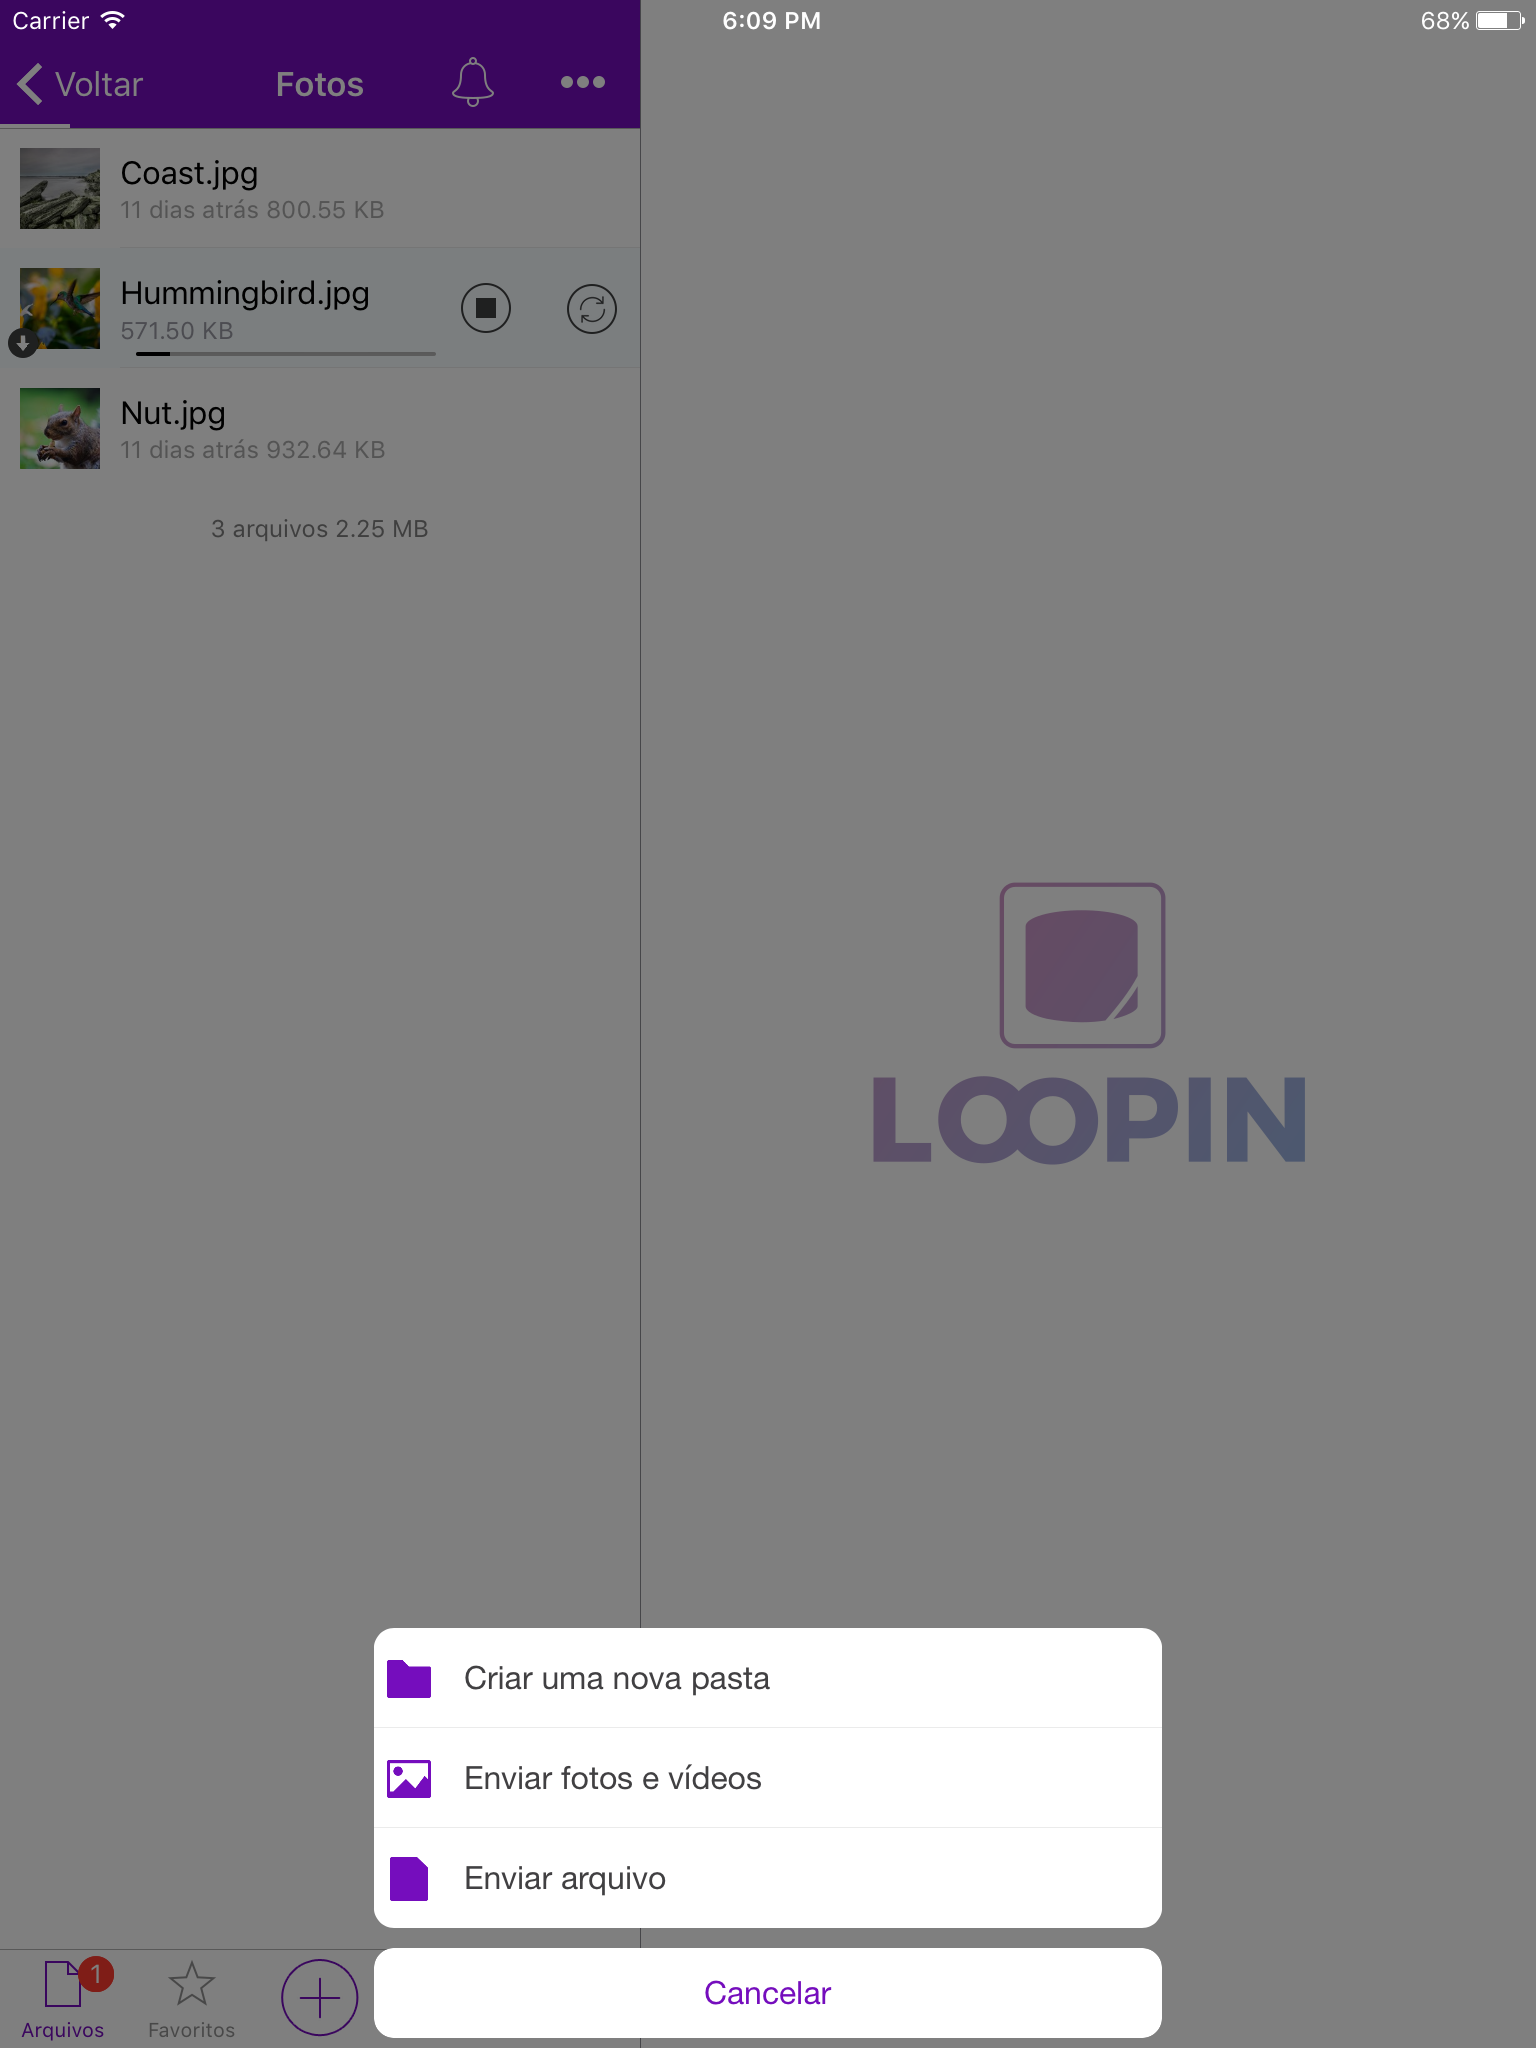 Carrier 6:09 PM 68%
Voltar Fotos
Coast.jpg
11 dias atrás 800.55 KB
Hummingbird.jpg
571.50 KB
Nut.jpg
11 dias atrás 932.64 KB
3 arquivos 2.25 MB
LOOPIN
Criar uma nova pasta
Enviar fotos e vídeos
Enviar arquivo
Cancelar
1
Arquivos Favoritos